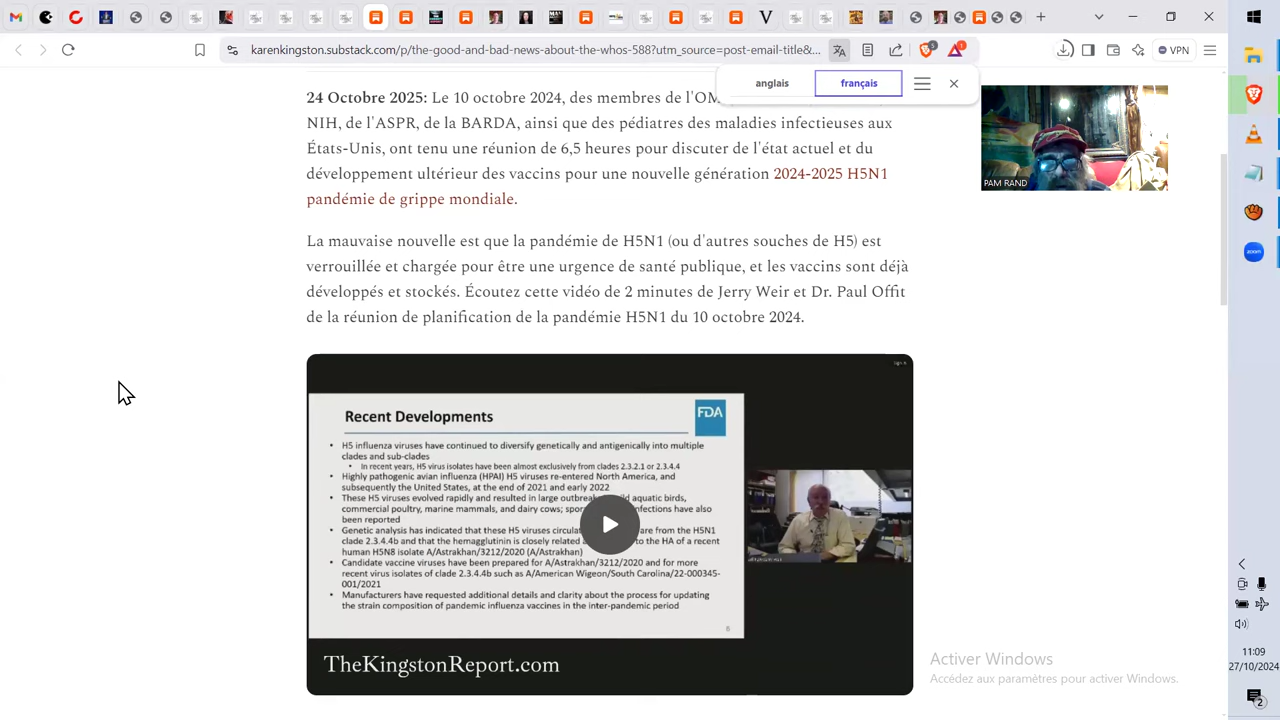 karenkingston.substack.com/p/the-good-and-bad-news-about-the-whos-588?utm_source=post-email-title&...
VPN
anglais
français
24 Octobre 2025: Le 10 octobre 2024, des membres de l'OM
NIH, de l'ASPR, de la BARDA, ainsi que des pédiatres des maladies infectieuses aux
États-Unis, ont tenu une réunion de 6,5 heures pour discuter de l'état actuel et du
développement ultérieur des vaccins pour une nouvelle génération 2024-2025 H5N1
pandémie de grippe mondiale.
PAM RAND
La mauvaise nouvelle est que la pandémie de H5N1 (ou d'autres souches de H5) est
verrouillée et chargée pour être une urgence de santé publique, et les vaccins sont déjà
développés et stockés. Écoutez cette vidéo de 2 minutes de Jerry Weir et Dr. Paul Offit
de la réunion de planification de la pandémie H5N1 du 10 octobre 2024.
Recent Developments
FDA
• H5 influenza viruses have continued to diversify genetically and antigenically into multiple
clades and sub-clades
• In recent years, H5 virus isolates have been almost exclusively from clades 2.3.2.1 or 2.3.4.4
• Highly pathogenic avian influenza (HPAI) H5 viruses re-entered North America, and
subsequently the United States, at the end of 2021 and early 2022
• These H5 viruses evolved rapidly and resulted in large outbreak ild aquatic birds,
commercial poultry, marine mammals, and dairy cows; spor fections have also
been reported
• Genetic analysis has indicated that these H5 viruses circula are from the H5N1
clade 2.3.4.4b and that the hemagglutinin is closely related to the HA of a recent
human H5N8 isolate A/Astrakhan/3212/2020 (A/Astrakhan)
• Candidate vaccine viruses have been prepared for A/Astrakhan/3212/2020 and for more
recent virus isolates of clade 2.3.4.4b such as A/American Wigeon/South Carolina/22-000345-
001/2021
• Manufacturers have requested additional details and clarity about the process for updating
the strain composition of pandemic influenza vaccines in the inter-pandemic period
TheKingstonReport.com
Activer Windows
Accédez aux paramètres pour activer Windows.
zoom
11:09
27/10/2024
2